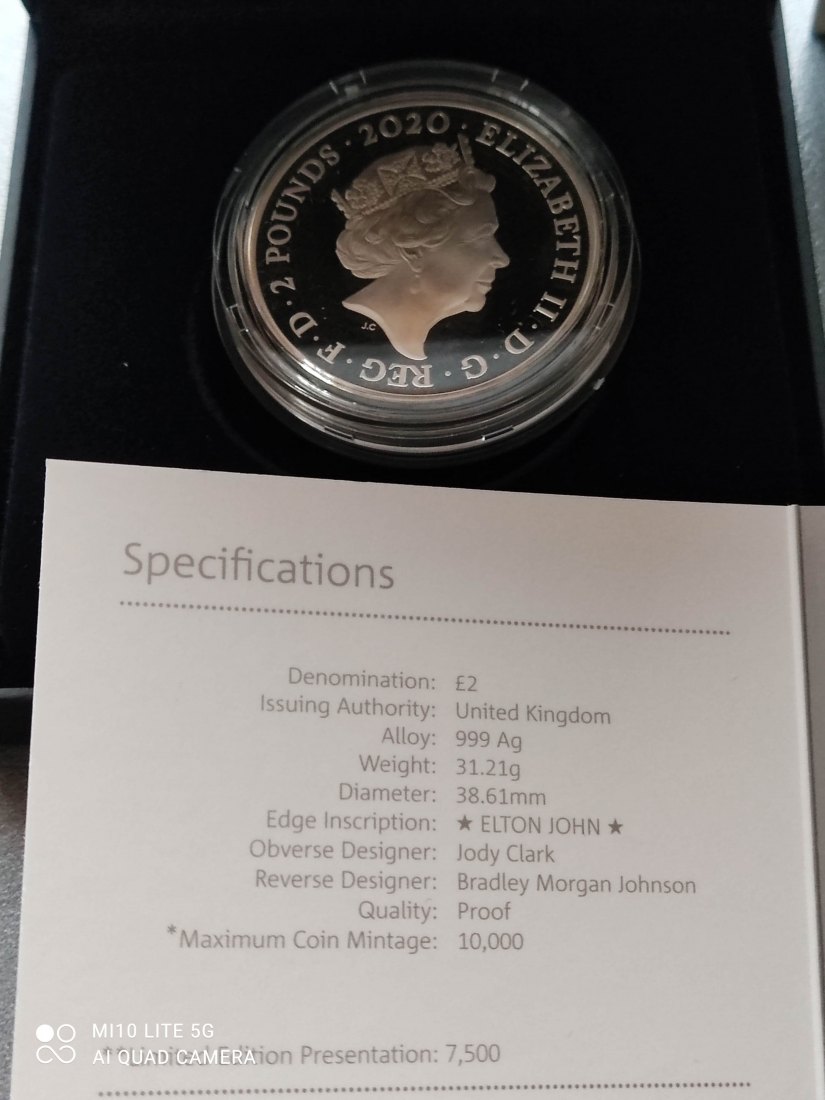 · 2 POUNDS · 2020 · ELIZABETH II · D · G · REG · F · D
J.C
Specifications
Denomination: £2
Issuing Authority: United Kingdom
Alloy: 999 Ag
Weight: 31.21g
Diameter: 38.61mm
Edge Inscription: ★ ELTON JOHN ★
Obverse Designer: Jody Clark
Reverse Designer: Bradley Morgan Johnson
Quality: Proof
*Maximum Coin Mintage: 10,000
**Limited Edition Presentation: 7,500
MI10 LITE 5G
AI QUAD CAMERA